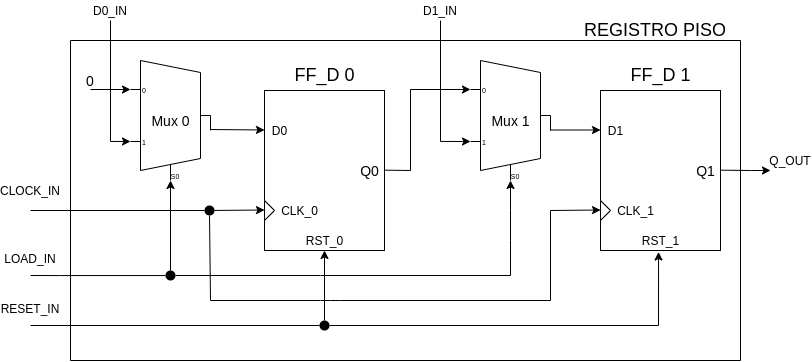 D0_IN
D1_IN
REGISTRO PISO
FF_D 0
FF_D 1
0
0
0
Mux 0
Mux 1
D0
D1
1
1
Q0
Q1
Q_OUT
S0
S0
CLOCK_IN
CLK_0
CLK_1
RST_0
RST_1
LOAD_IN
RESET_IN